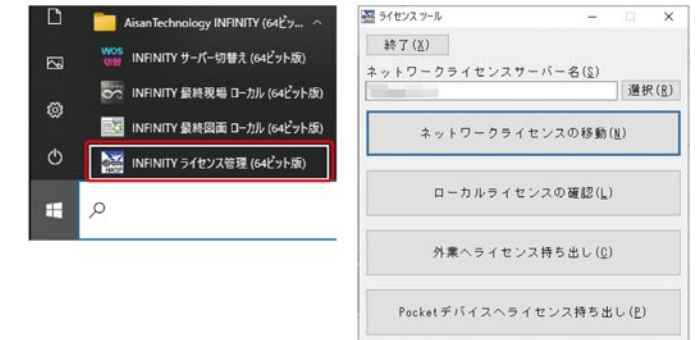 AisanTechnology INFINITY (64ビッ...
WOS
切替
INFINITY サーバー切替え (64ビット版)
INFINITY 最終現場 ローカル (64ビット版)
INFINITY 最終図面 ローカル (64ビット版)
HASP
INFINITY ライセンス管理 (64ビット版)
ライセンス ツール
終了(X)
ネットワークライセンスサーバー名(S)
選択(R)
ネットワークライセンスの移動(N)
ローカルライセンスの確認(L)
外業へライセンス持ち出し(C)
Pocketデバイスへライセンス持ち出し(P)